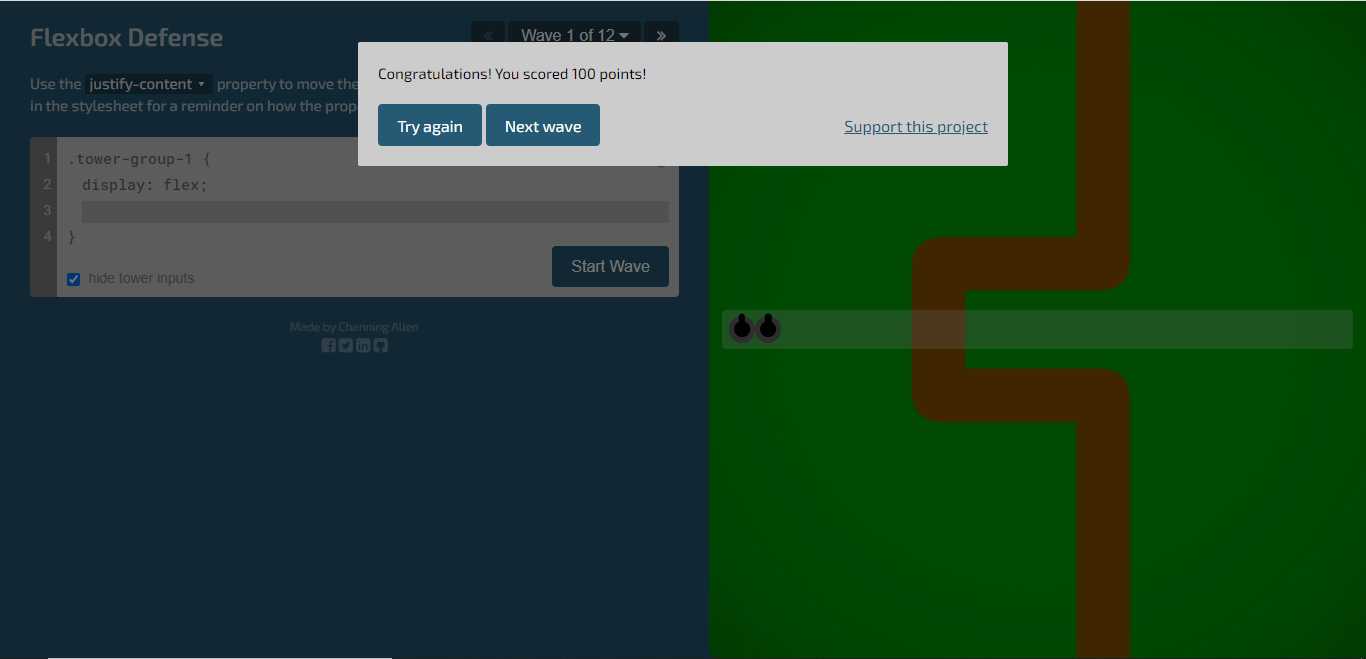 Flexbox Defense
« Wave 1 of 12 »
Congratulations! You scored 100 points!
Use the justify-content property to move the
in the stylesheet for a reminder on how the prop
Try again Next wave Support this project
1 .tower-group-1 {
2 display: flex;
3
4 }
hide tower inputs
Start Wave
Made by Channing Allen